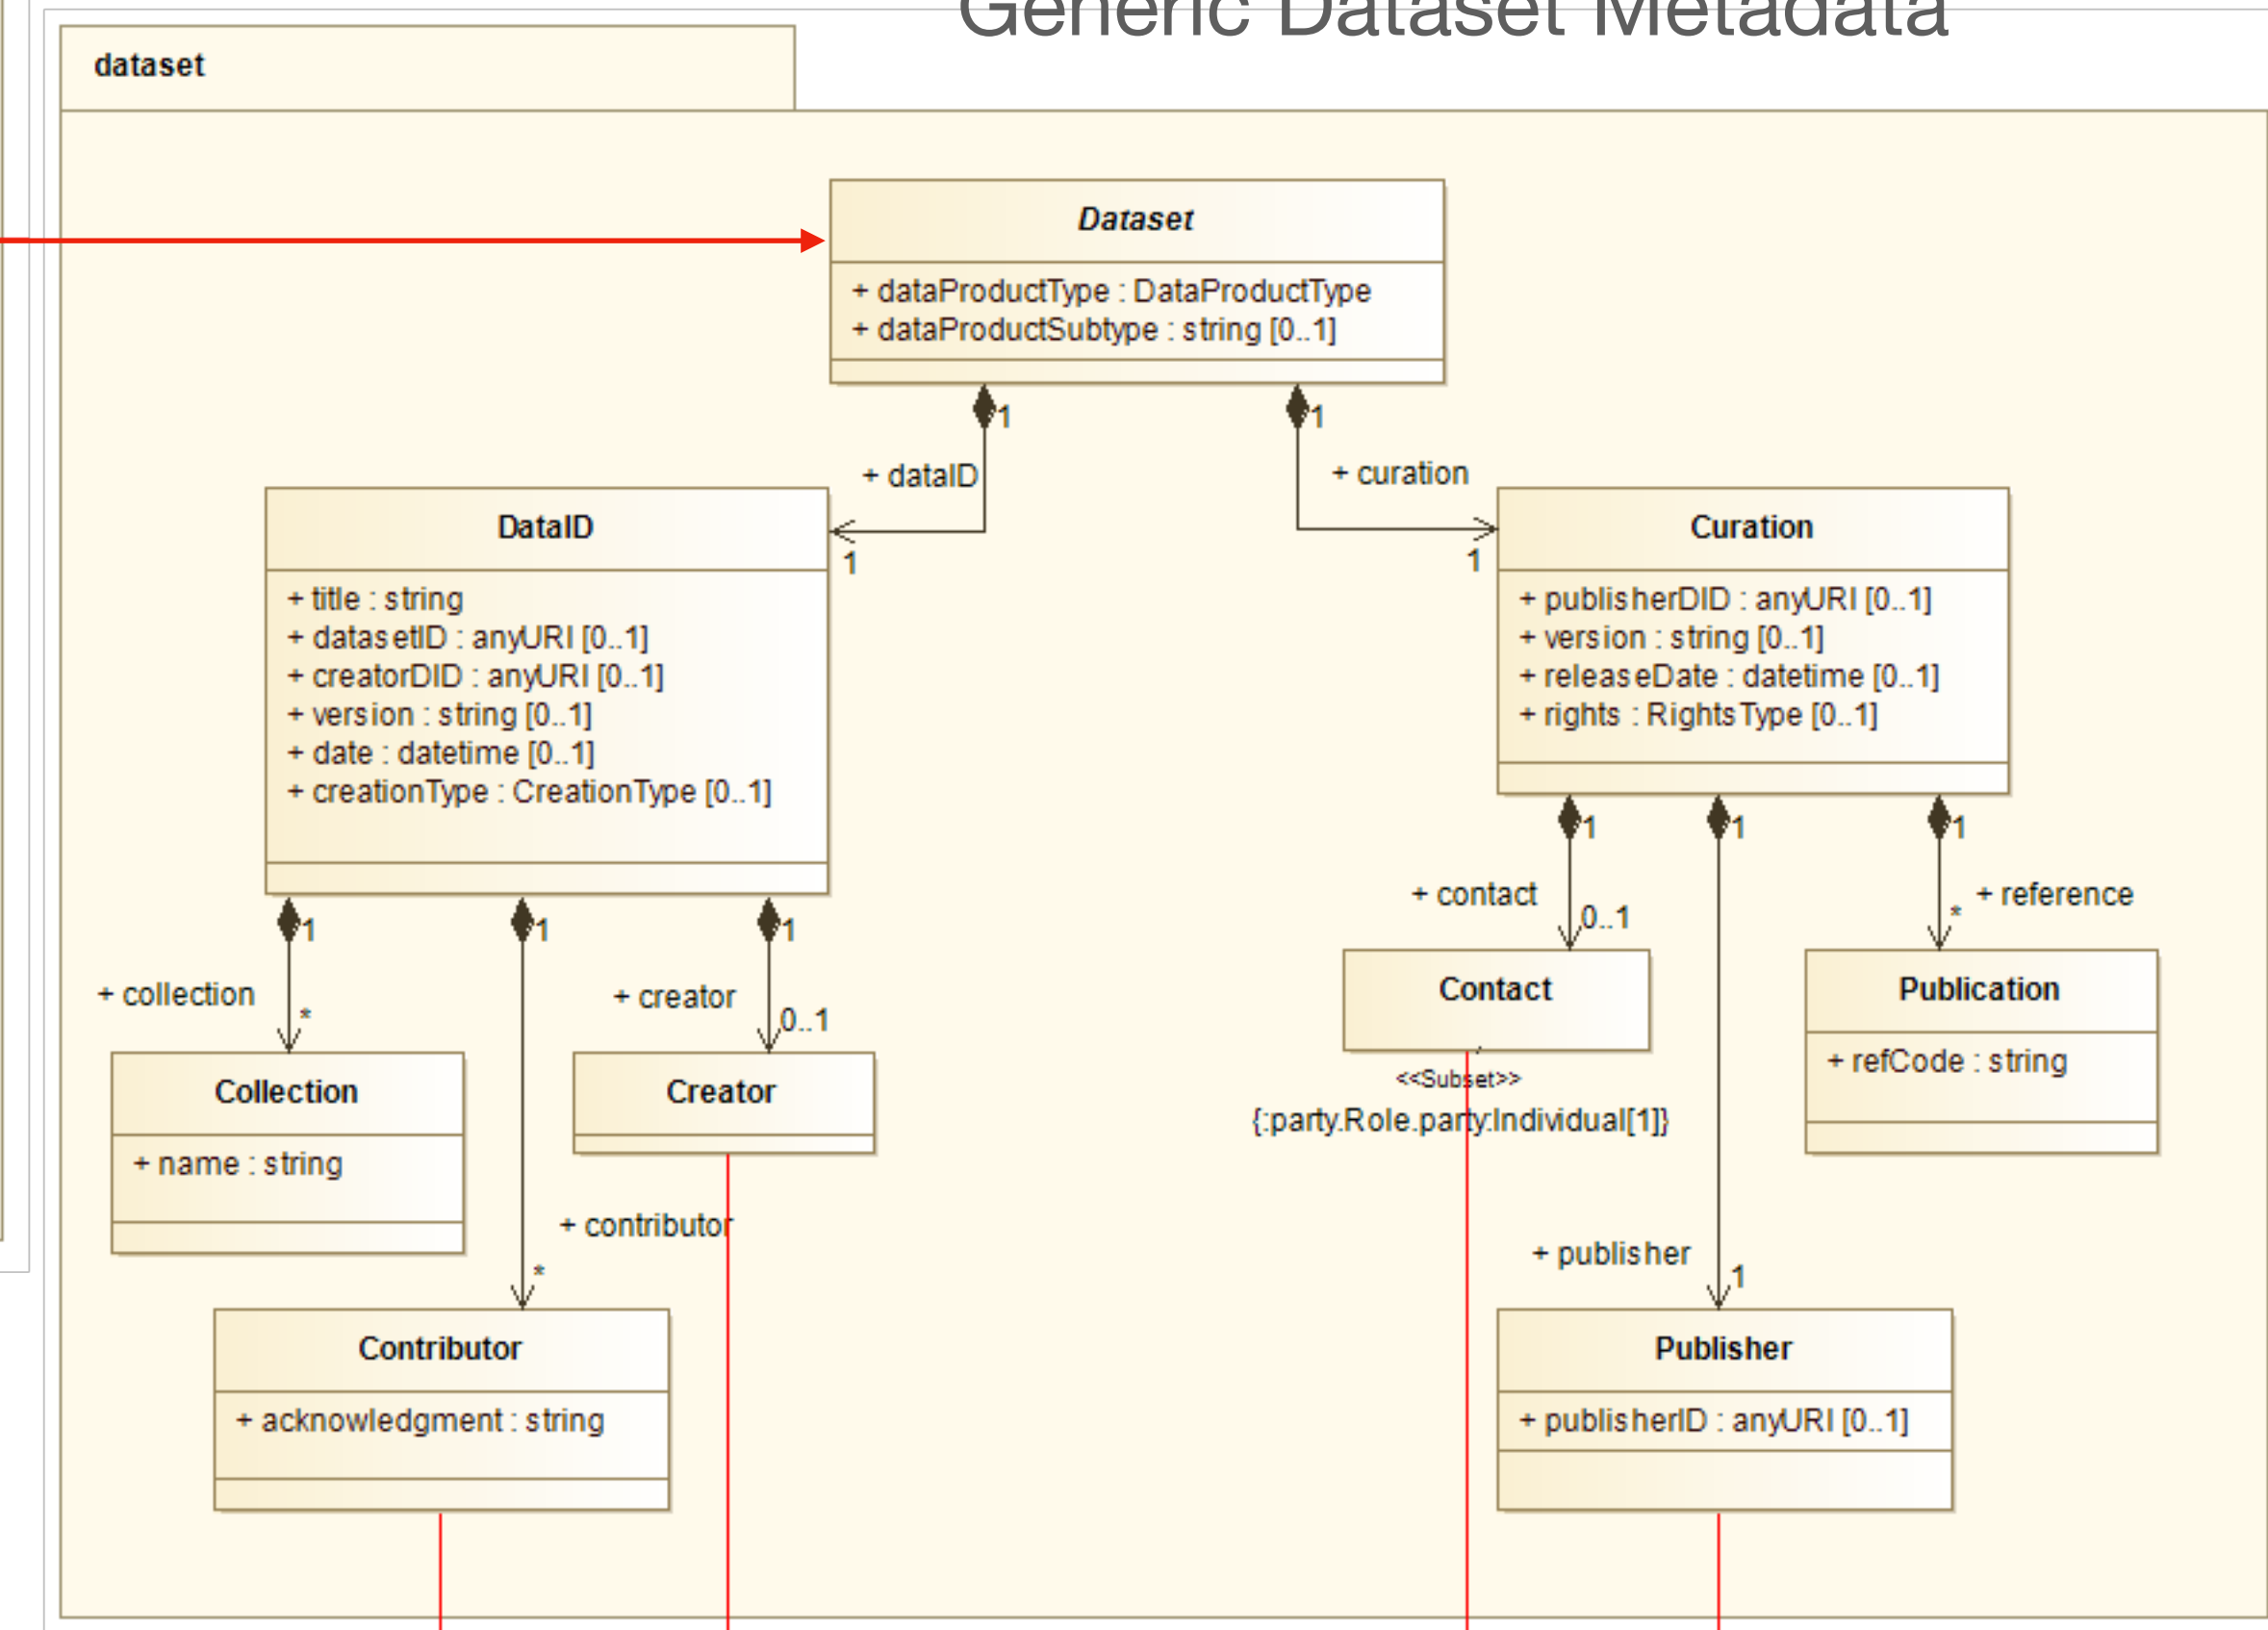 Generic Dataset Metadata
dataset
Dataset
+ dataProductType : DataProductType
+ dataProductSubtype : string [0..1]
1
1
+ dataID
+ curation
1
1
DataID
+ title : string
+ datasetID : anyURI [0..1]
+ creatorDID : anyURI [0..1]
+ version : string [0..1]
+ date : datetime [0..1]
+ creationType : CreationType [0..1]
Curation
+ publisherDID : anyURI [0..1]
+ version : string [0..1]
+ releaseDate : datetime [0..1]
+ rights : RightsType [0..1]
1
1
1
+ collection
*
+ creator
0..1
1
1
1
+ contact
0..1
+ reference
*
Collection
+ name : string
Creator
Contact
<<Subset>>
{:party.Role.party:Individual[1]}
Publication
+ refCode : string
+ contributor
*
+ publisher
1
Contributor
+ acknowledgment : string
Publisher
+ publisherID : anyURI [0..1]